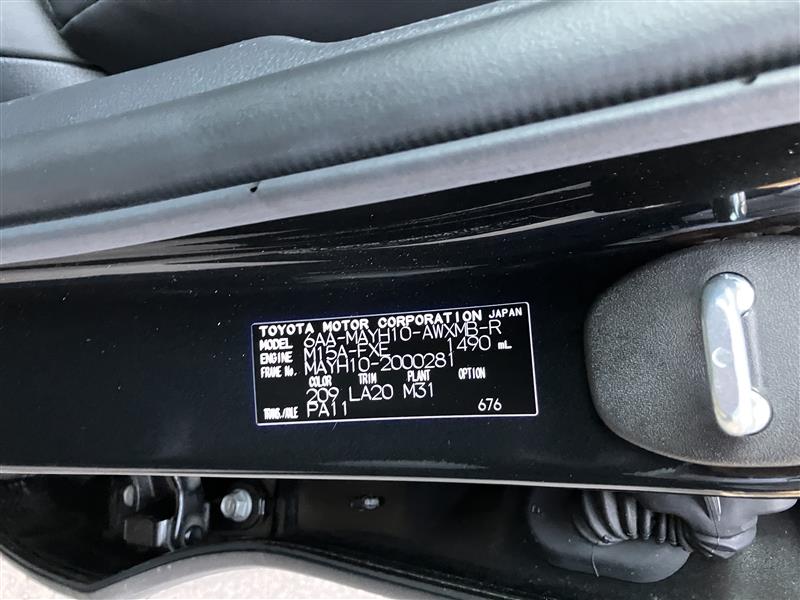 TOYOTA MOTOR CORPORATION JAPAN
MODEL 6AA-MAYH10-AWXMB-R
ENGINE M15A-FXE 1490 mL
FRAME No. MAYH10-2000281
COLOR TRIM PLANT OPTION
209 LA20 M31
TRANS./AXLE PA11 676